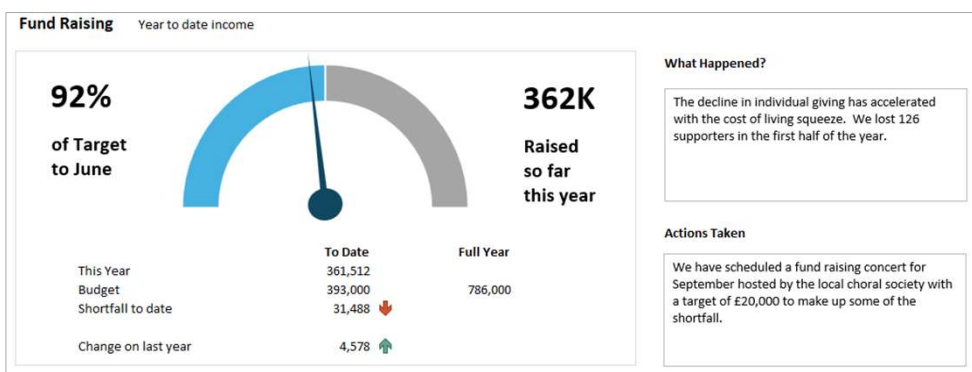 Fund Raising Year to date income
92%
of Target
to June
362K
Raised
so far
this year
To Date Full Year
This Year 361,512
Budget 393,000 786,000
Shortfall to date 31,488
Change on last year 4,578
What Happened?
The decline in individual giving has accelerated
with the cost of living squeeze. We lost 126
supporters in the first half of the year.
Actions Taken
We have scheduled a fund raising concert for
September hosted by the local choral society with
a target of £20,000 to make up some of the
shortfall.